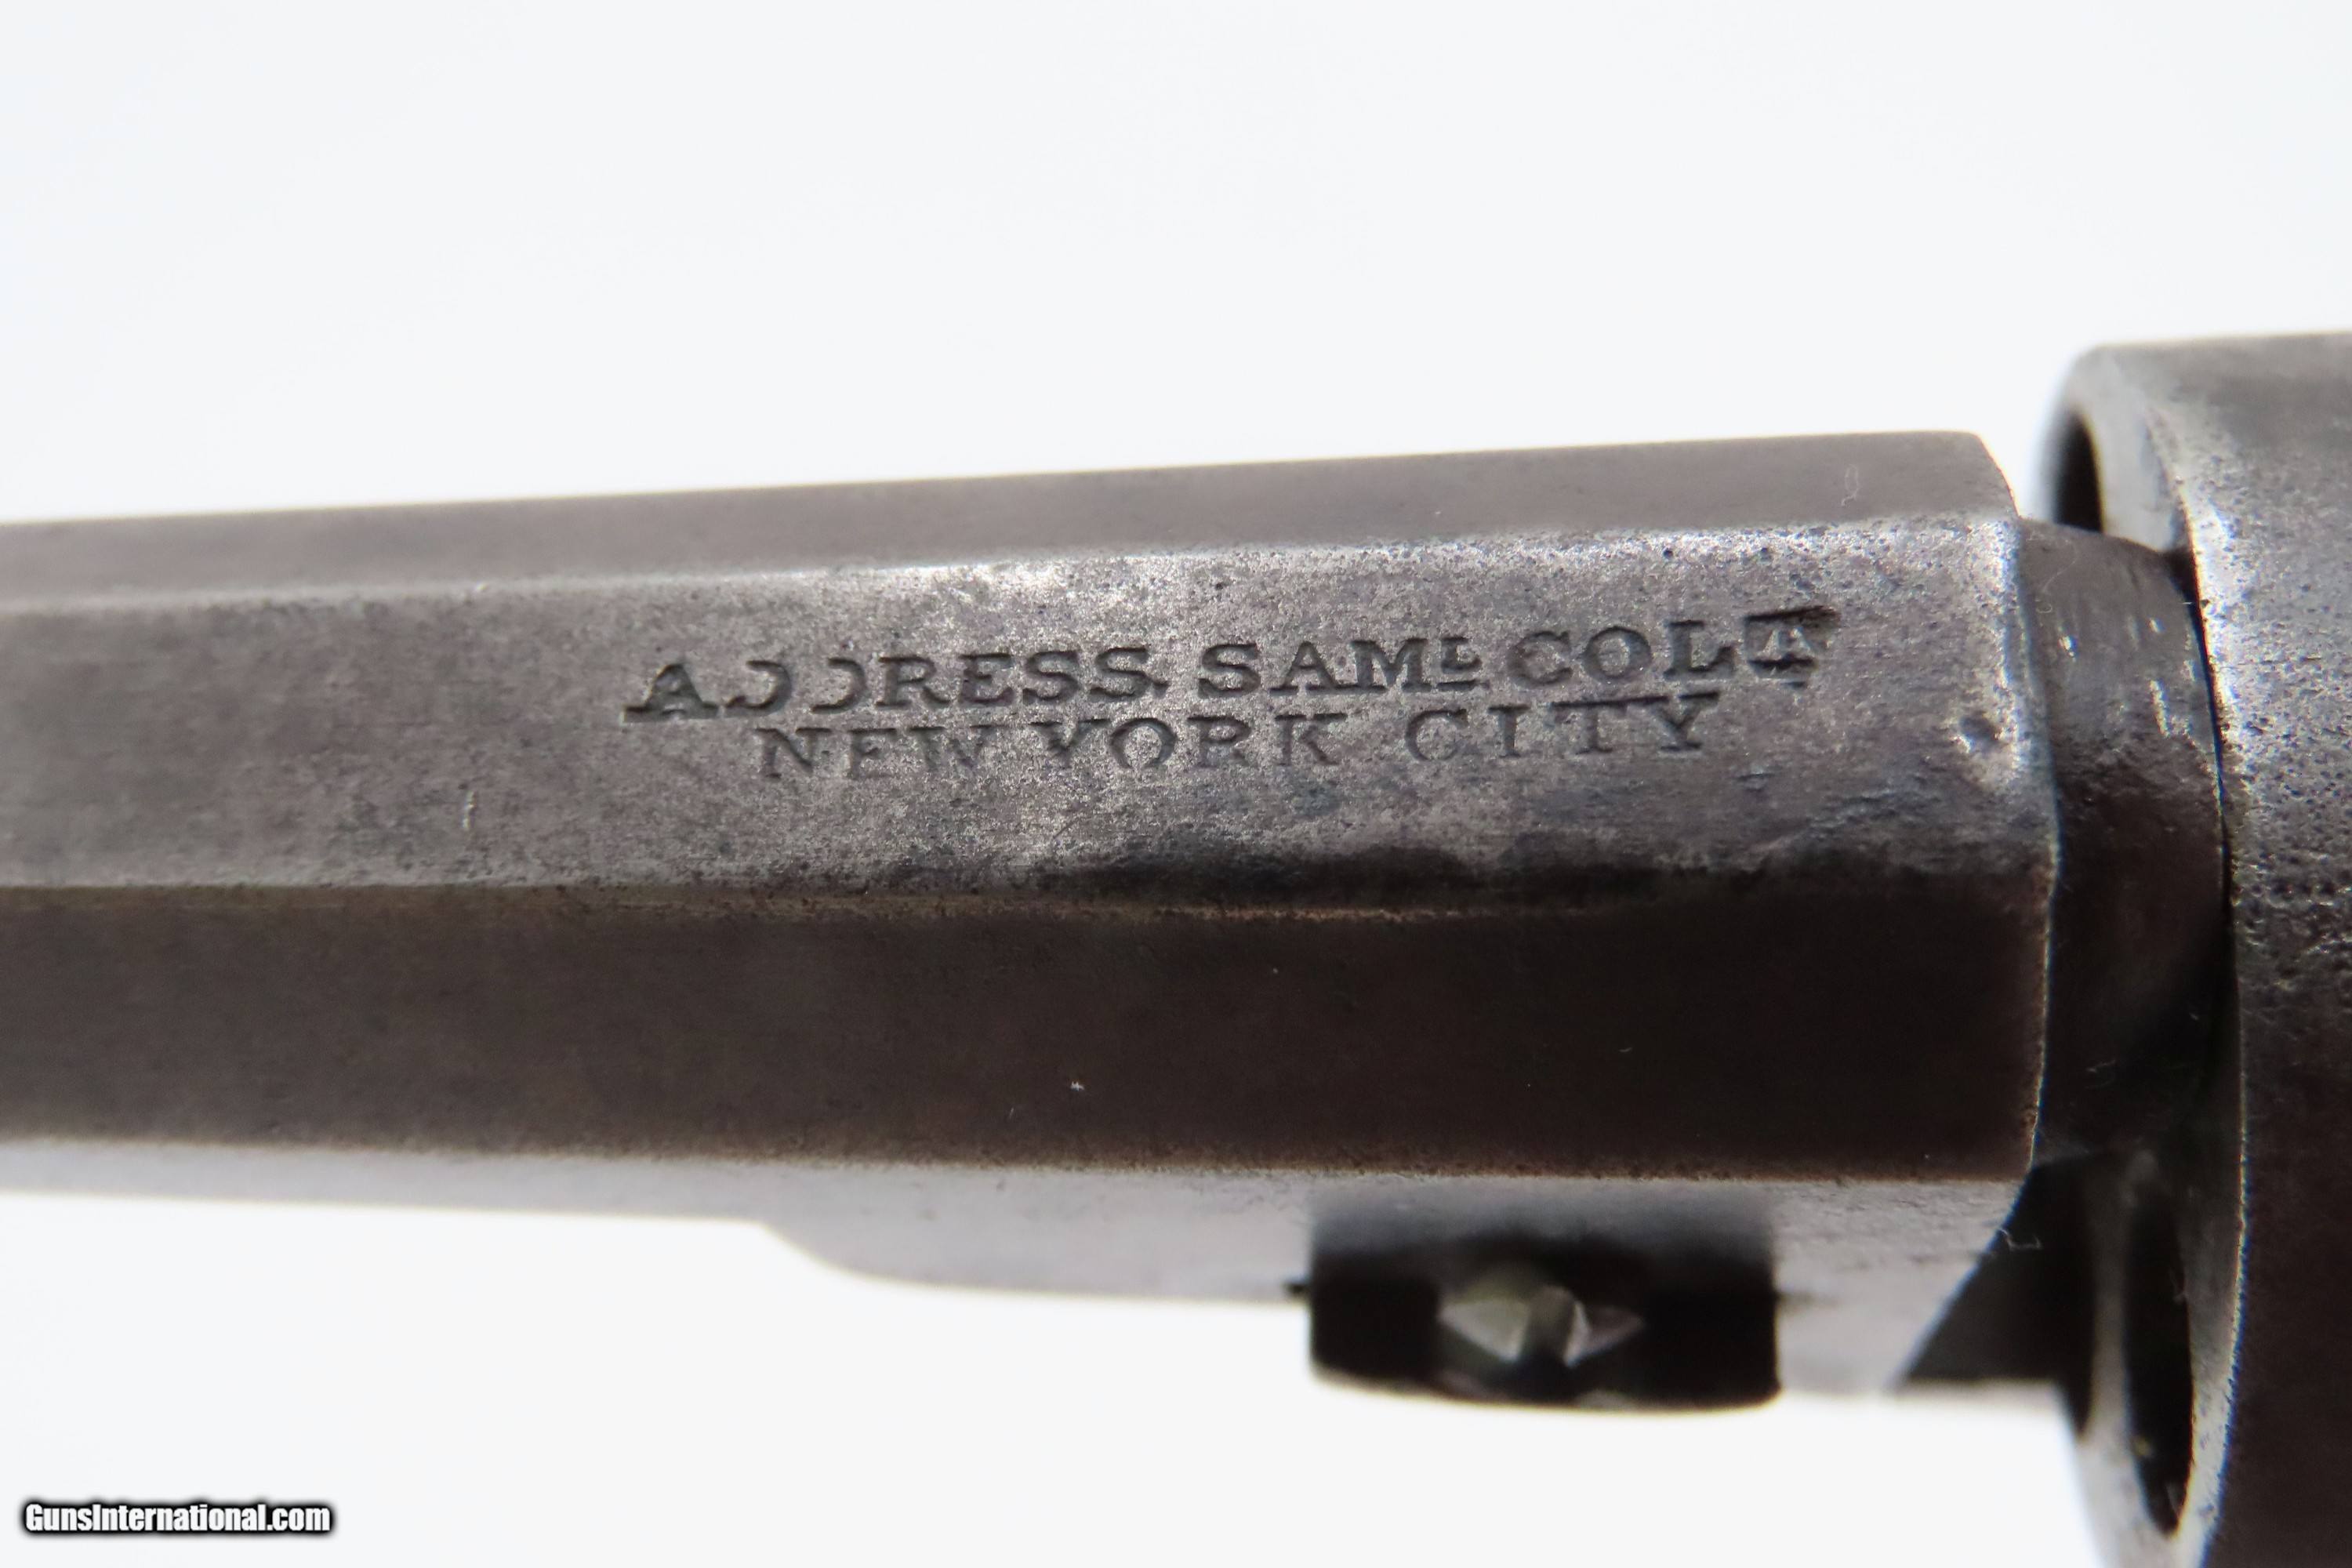 ADDRESS. SAML COLT
NEW YORK CITY
GunsInternational.com